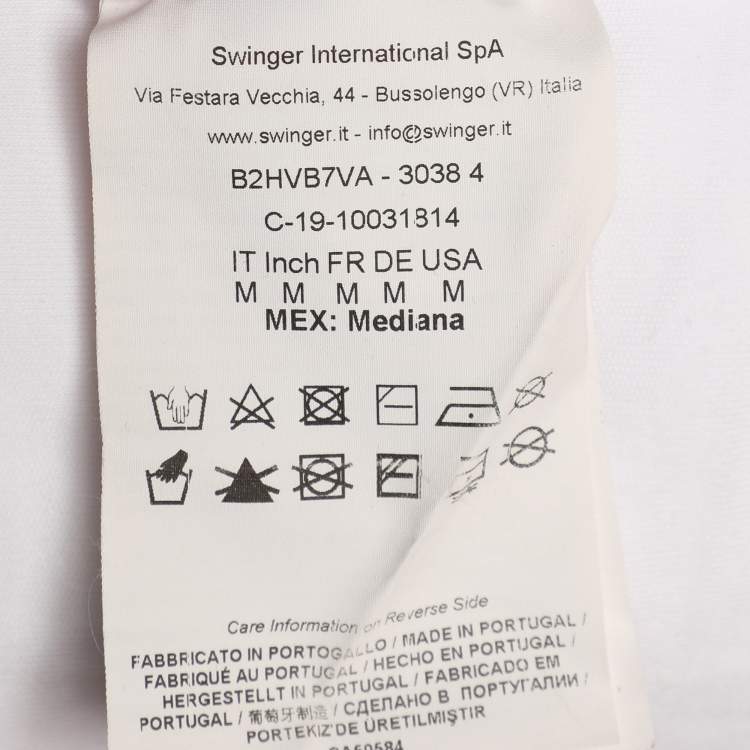 Swinger International SpA
Via Festara Vecchia, 44 - Bussolengo (VR) Italia
www.swinger.it - info@swinger.it
B2HVB7VA - 3038 4
C-19-10031814
IT Inch FR DE USA
M M M M M
MEX: Mediana
Care Information on Reverse Side
FABBRICATO IN PORTOGALLO / MADE IN PORTUGAL /
FABRIQUÉ AU PORTUGAL / HECHO EN PORTUGAL /
HERGESTELLT IN PORTUGAL / FABRICADO EM
PORTUGAL / 葡萄牙制造 / СДЕЛАНО В ПОРТУГАЛИИ /
PORTEKIZ'DE ÜRETILMIŞTIR